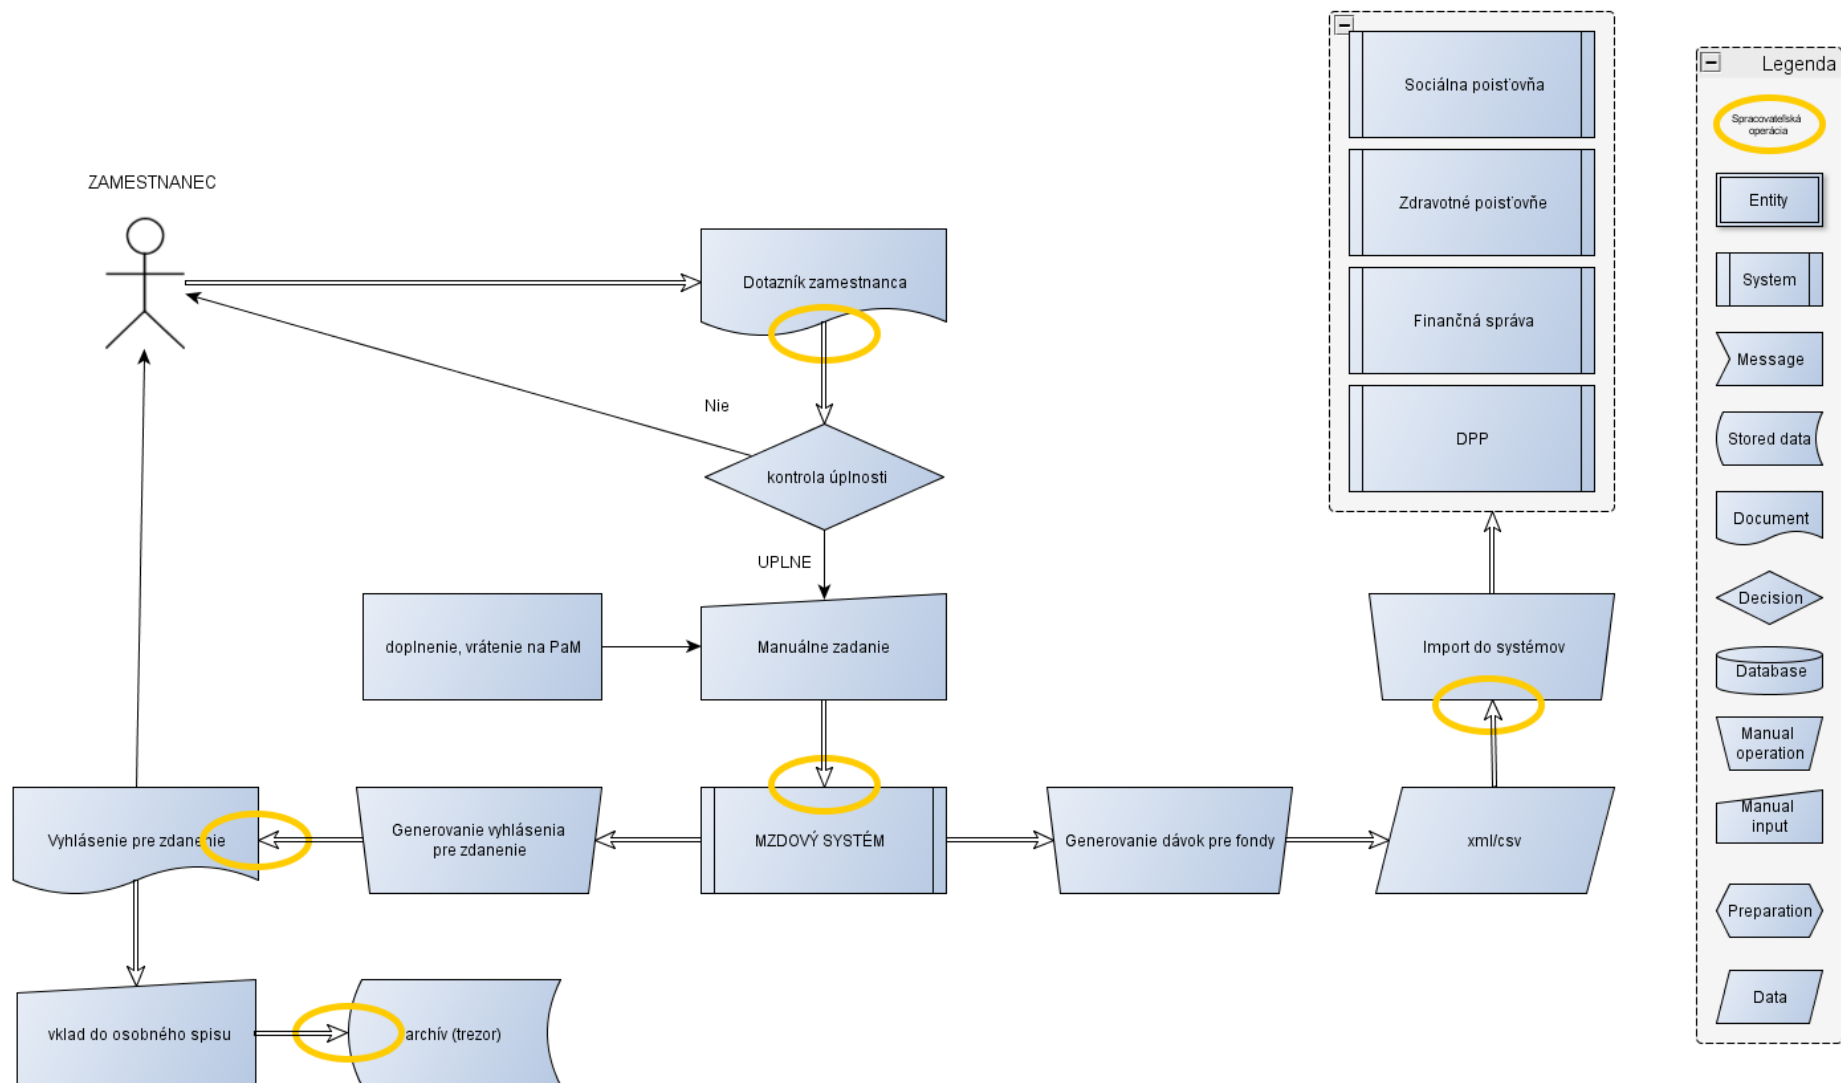 ZAMESTNANEC
Dotazník zamestnanca
Nie
kontrola úplnosti
UPLNE
doplnenie, vrátenie na PaM
Manuálne zadanie
Vyhlásenie pre zdanenie
Generovanie vyhlásenia
pre zdanenie
MZDOVÝ SYSTÉM
Generovanie dávok pre fondy
xml/csv
vklad do osobného spisu
archív (trezor)
Import do systémov
Sociálna poisťovňa
Zdravotné poisťovňe
Finančná správa
DPP
Legenda
Spracovateľská
operácia
Entity
System
Message
Stored data
Document
Decision
Database
Manual
operation
Manual
input
Preparation
Data